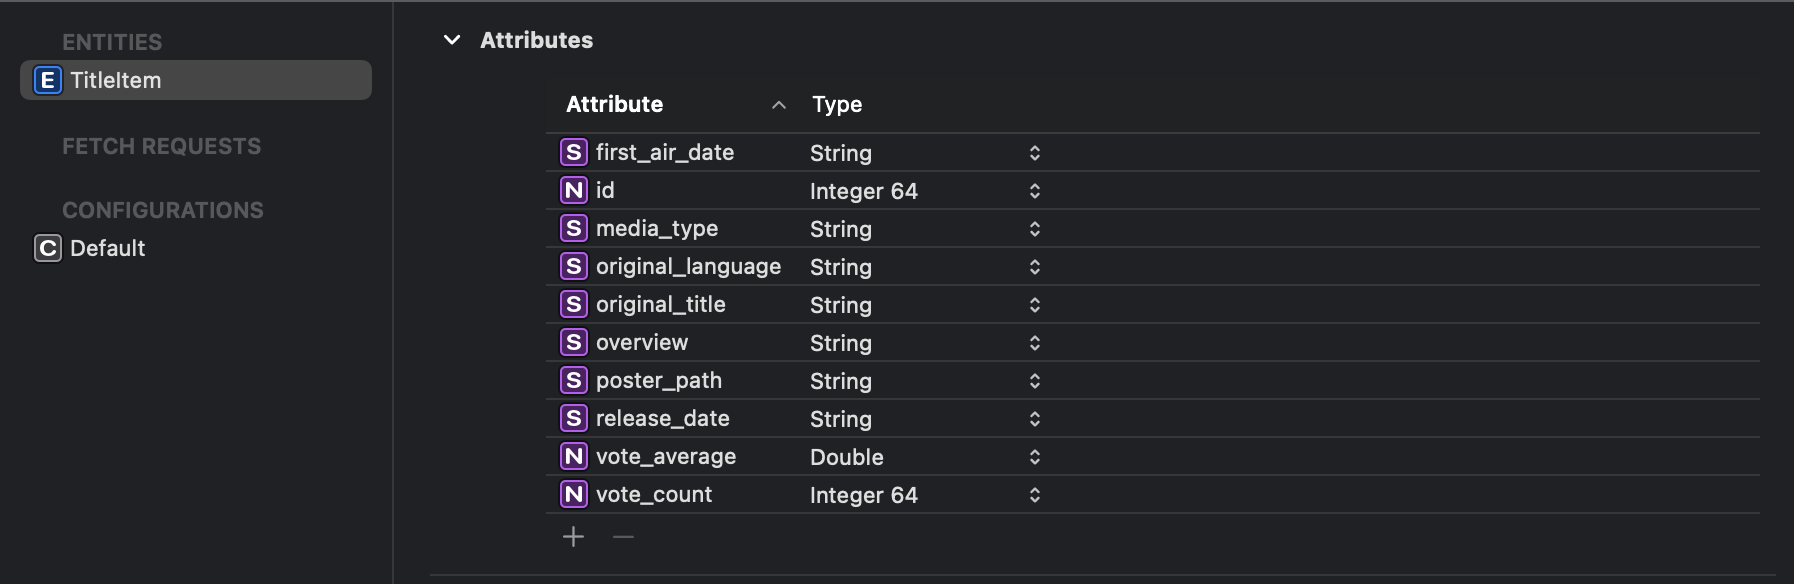 ENTITIES
E TitleItem
FETCH REQUESTS
CONFIGURATIONS
C Default
Attributes
Attribute Type
S first_air_date String
N id Integer 64
S media_type String
S original_language String
S original_title String
S overview String
S poster_path String
S release_date String
N vote_average Double
N vote_count Integer 64